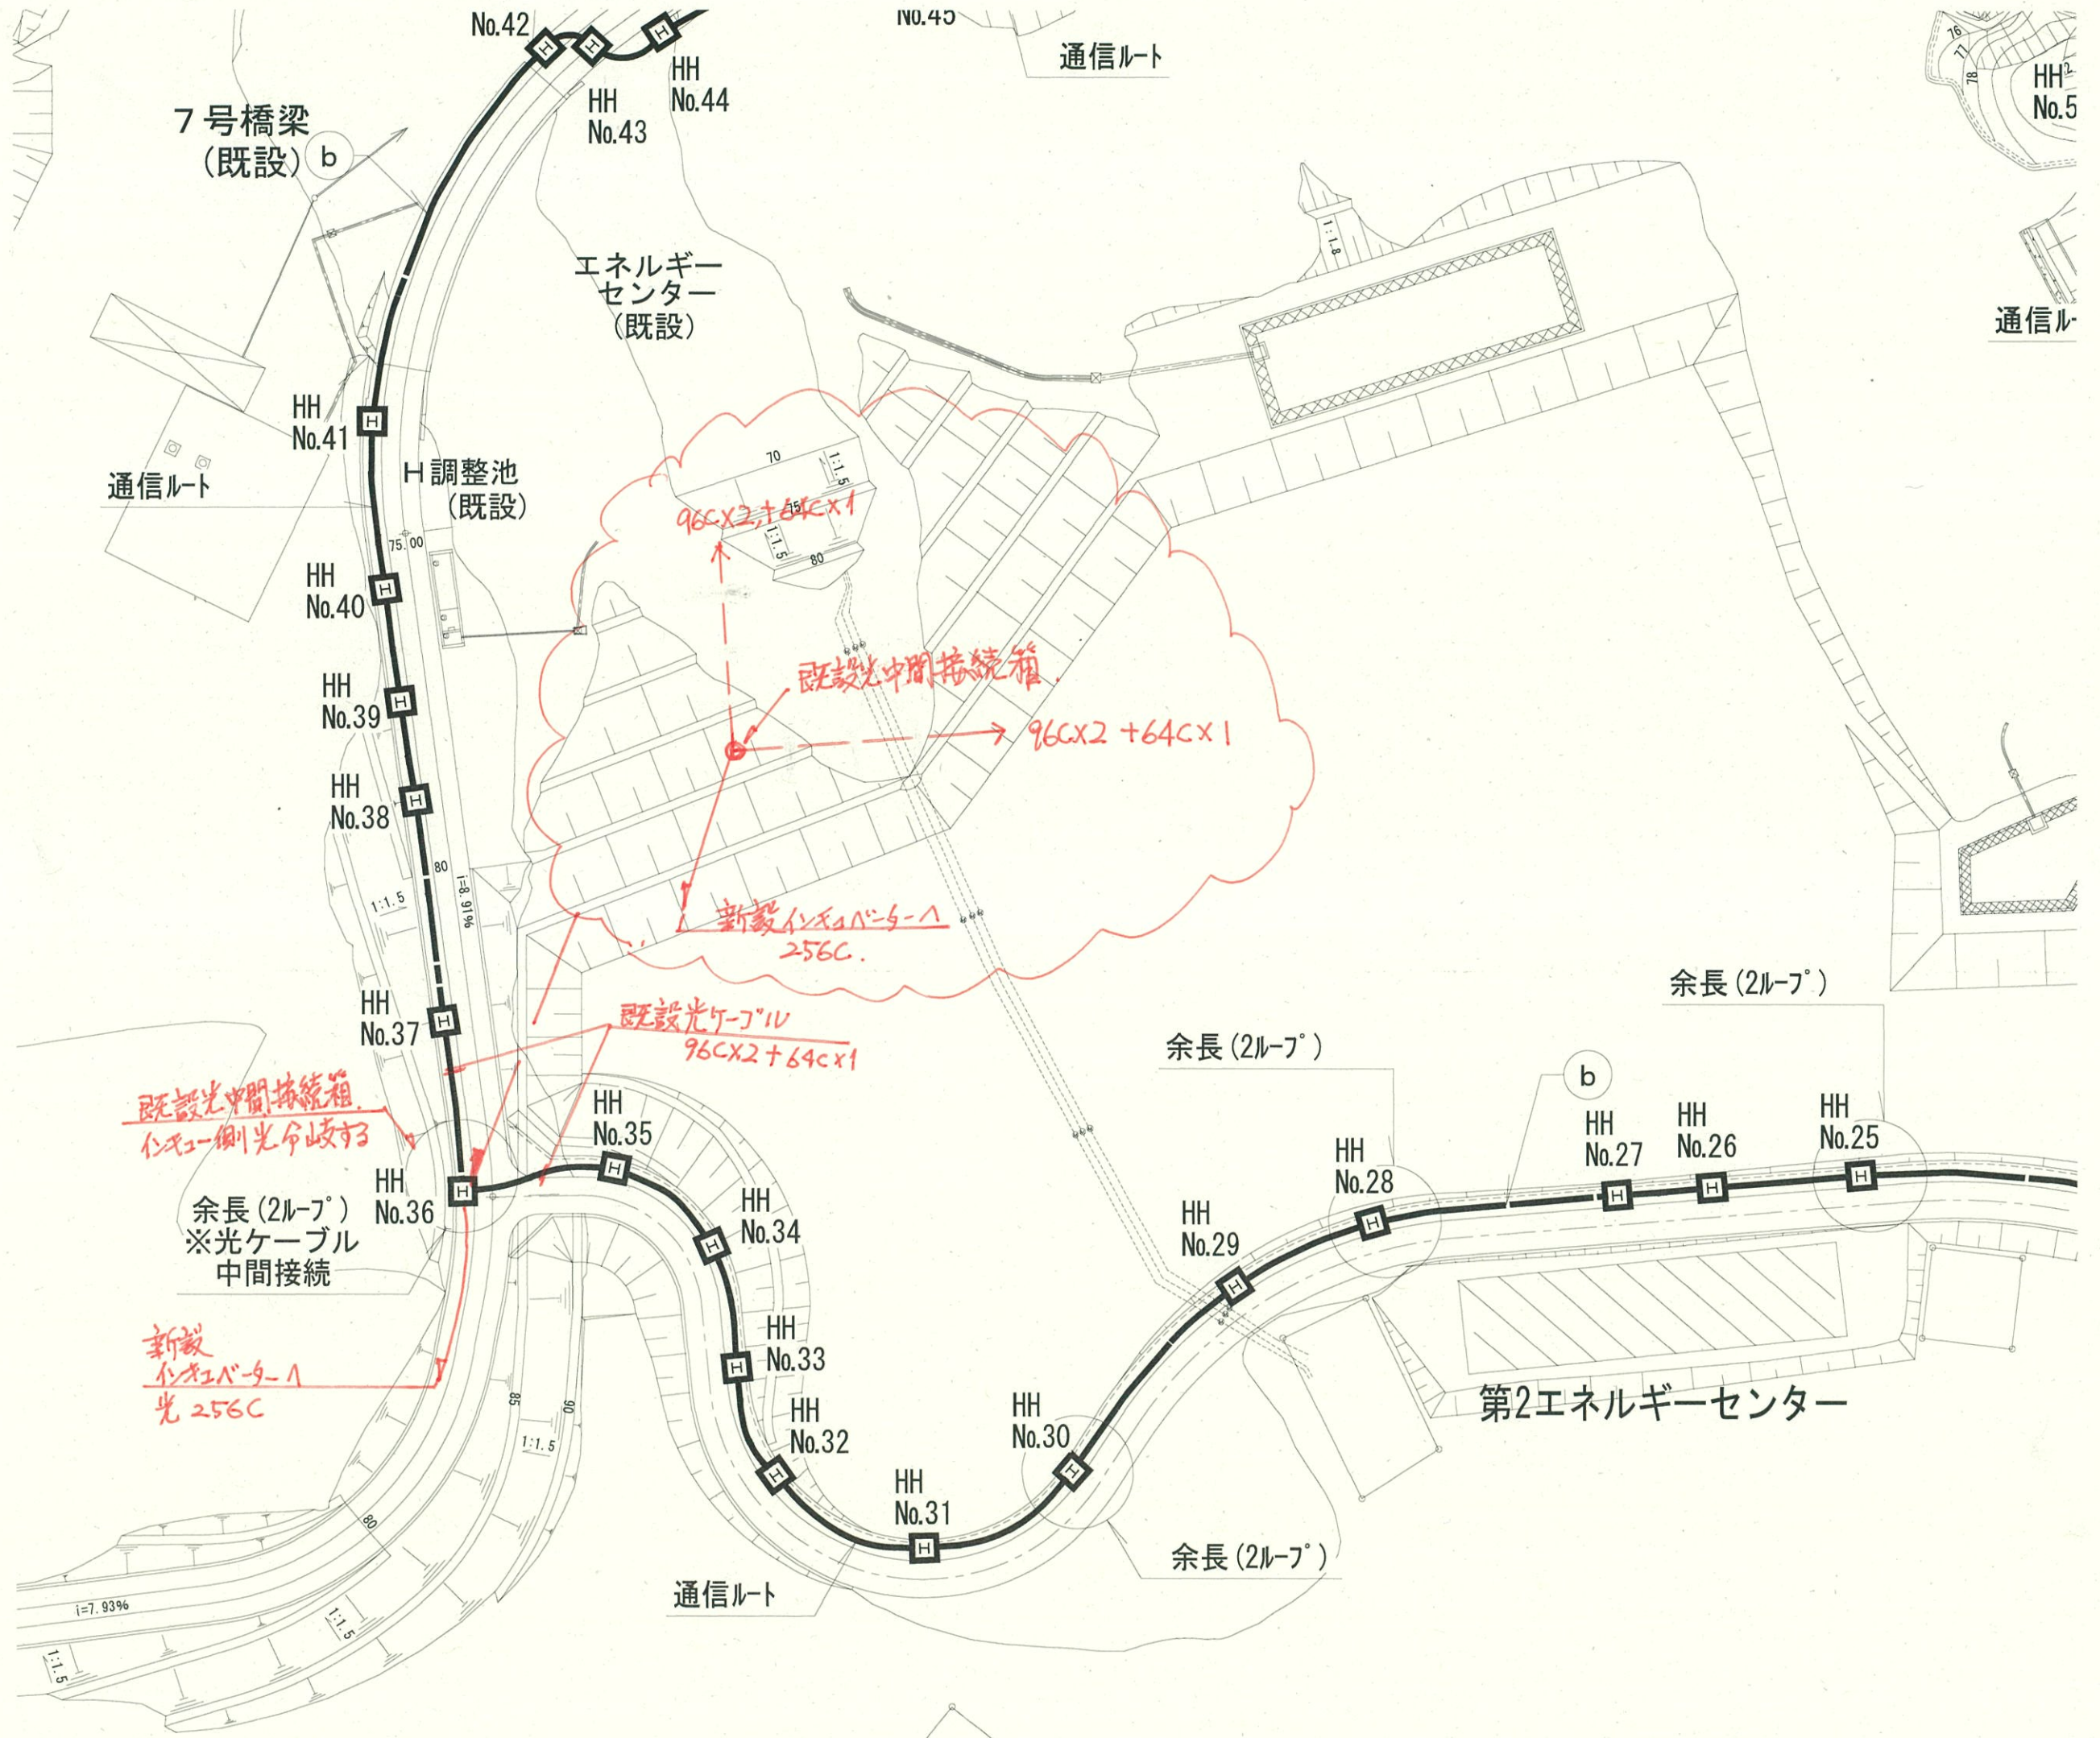 No.42
No.45
通信ルート
HH
No.44
HH
No.43
76
77
78
HH
No.5
7号橋梁
(既設)
b
1:1.8
エネルギー
センター
(既設)
通信ル
HH
No.41
H調整池
(既設)
通信ルート
70
1:1.5
75
96C×2,+64C×1
1:1.5
80
75.00
HH
No.40
既設光中間接続箱.
HH
No.39
96C×2 +64C×1
HH
No.38
80
i=8.91%
1:1.5
新設インキュベーターへ
256C.
余長(2ループ)
HH
No.37
既設光ケーブル
96C×2+64C×1
余長(2ループ)
b
既設光中間接続箱.
インキュー側光分岐する
HH
No.35
HH
No.27
HH
No.26
HH
No.25
HH
No.28
HH
No.36
余長(2ループ)
※光ケーブル
中間接続
HH
No.34
HH
No.29
新設
インキュベーターへ
光256C
HH
No.33
85
90
1:1.5
HH
No.32
HH
No.30
第2エネルギーセンター
HH
No.31
80
余長(2ループ)
通信ルート
i=7.93%
1:1.5
1:1.5